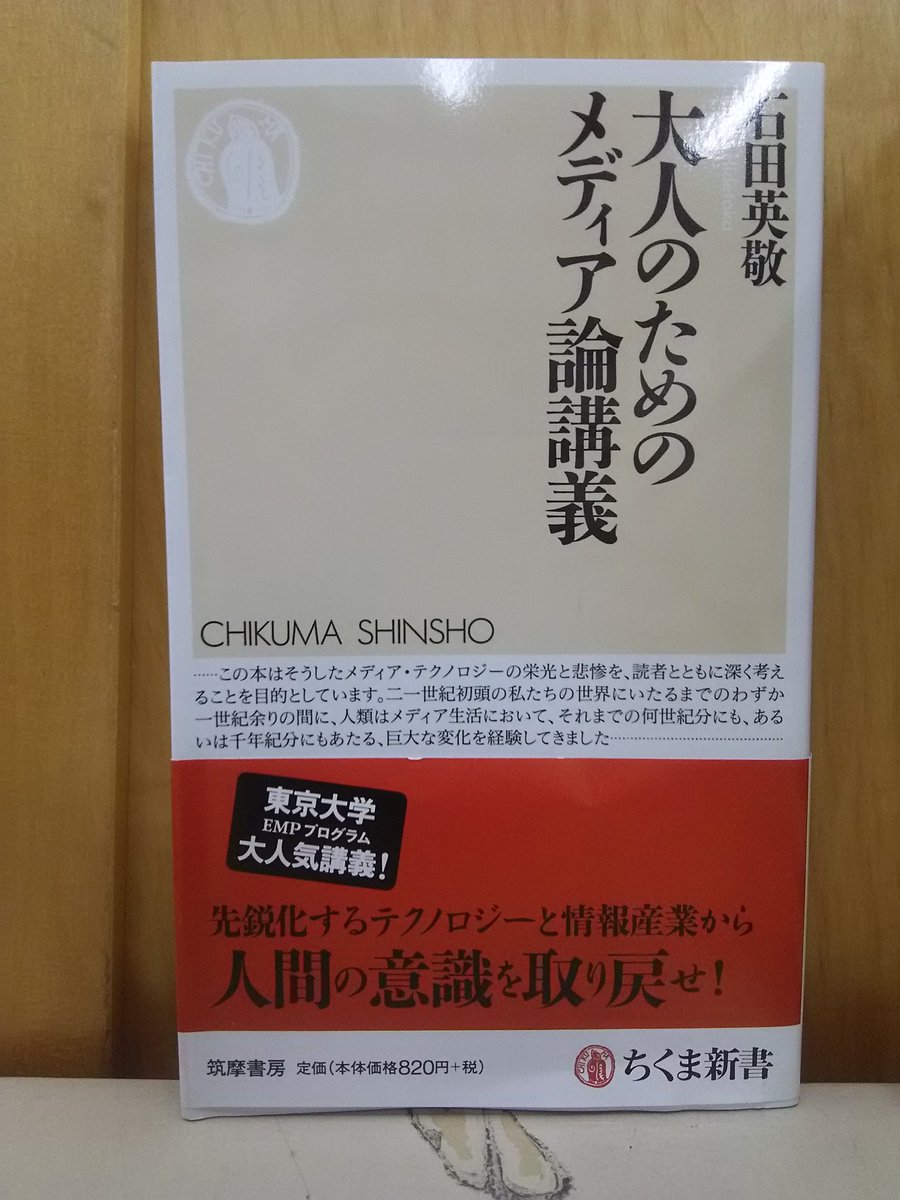 石田英敬
大人のための
メディア論講義
CHIKUMA SHINSHO
……この本はそうしたメディア・テクノロジーの栄光と悲惨を、読者とともに深く考え
ることを目的としています。二一世紀初頭の私たちの世界にいたるまでのわずか
一世紀余りの間に、人類はメディア生活において、それまでの何世紀分にも、ある
いは千年紀分にもあたる、巨大な変化を経験してきました……………………
東京大学
EMPプログラム
大人気講義!
先鋭化するテクノロジーと情報産業から
人間の意識を取り戻せ!
筑摩書房 定価(本体価格820円+税)
ちくま新書